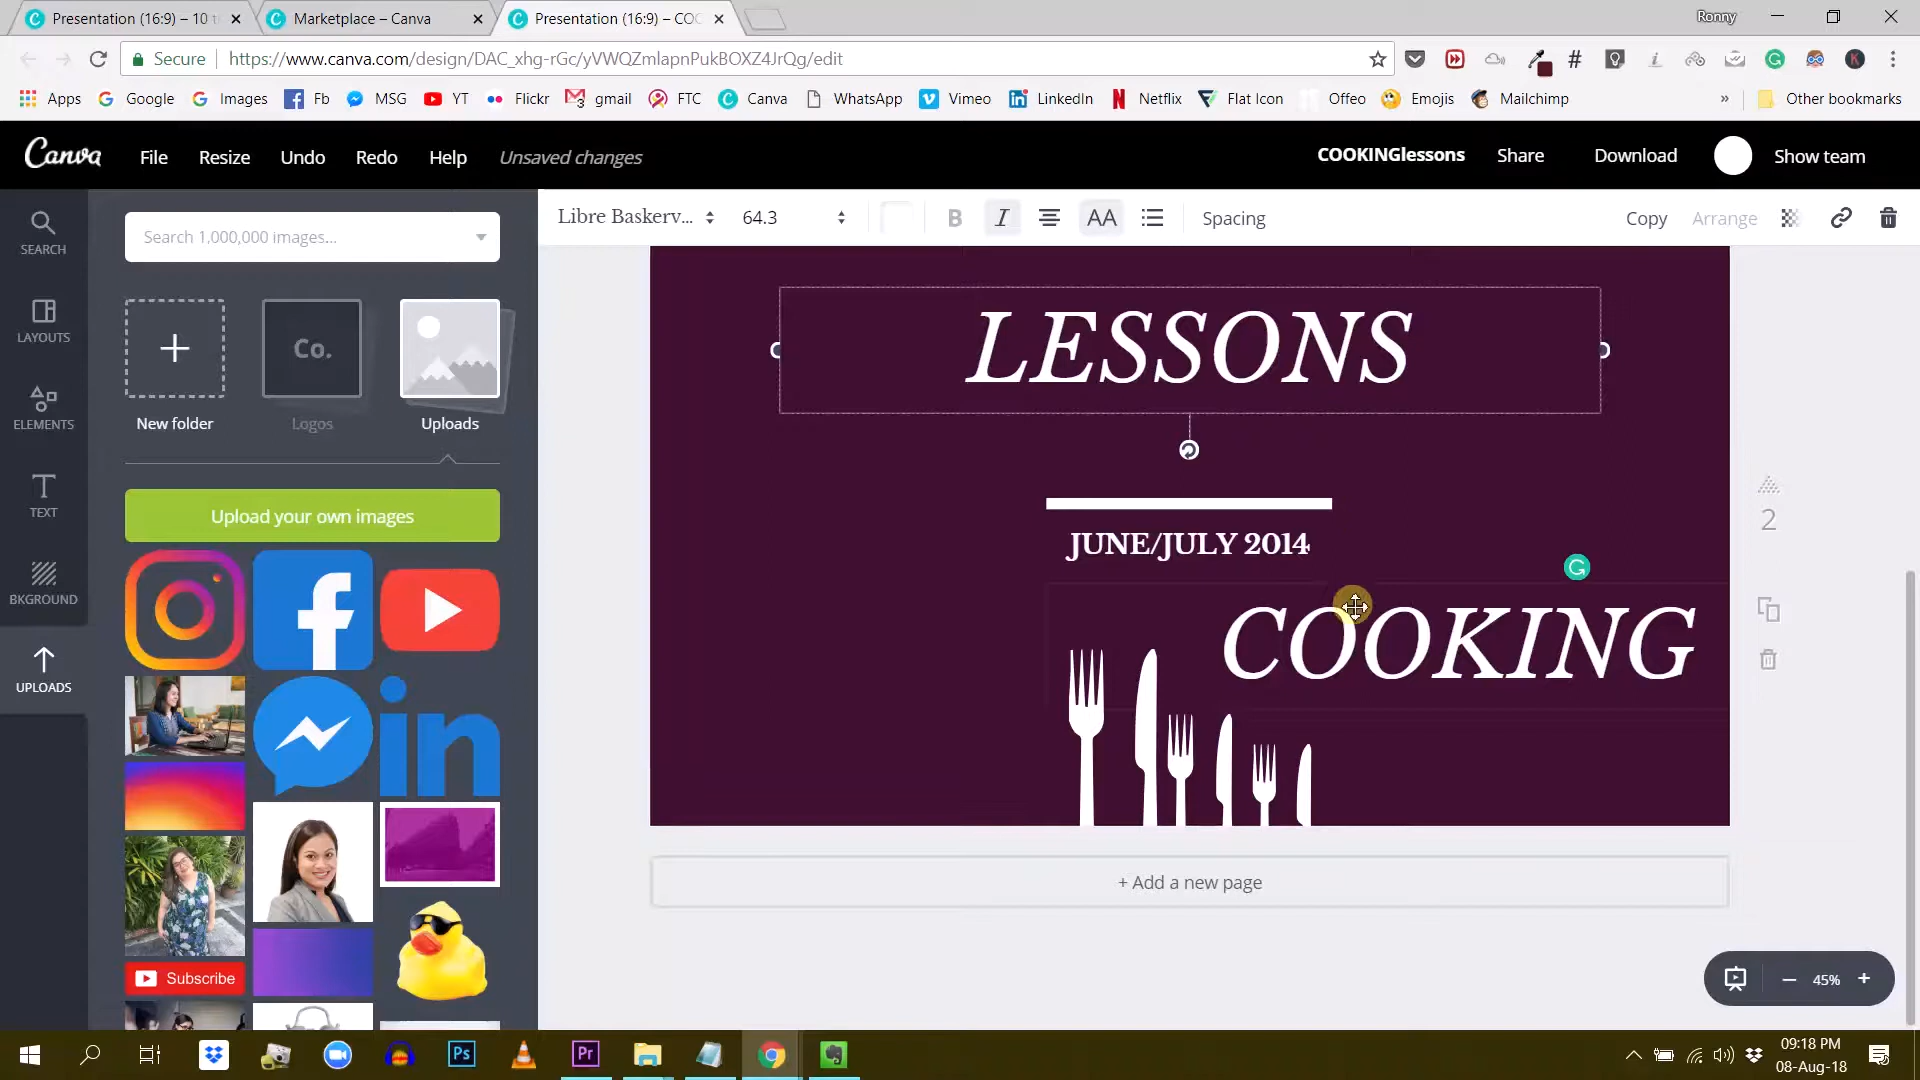 Presentation (16:9) – 10 t
Marketplace – Canva
Presentation (16:9) – COO
Ronny
Secure
https://www.canva.com/design/DAC_xhg-rGc/yVWQZmlapnPukBOXZ4JrQg/edit
Apps
Google
Images
Fb
MSG
YT
Flickr
gmail
FTC
Canva
WhatsApp
Vimeo
LinkedIn
Netflix
Flat Icon
Offeo
Emojis
Mailchimp
»
Other bookmarks
Canva
File
Resize
Undo
Redo
Help
Unsaved changes
COOKINGlessons
Share
Download
Show team
SEARCH
LAYOUTS
ELEMENTS
TEXT
BKGROUND
UPLOADS
Search 1,000,000 images...
Co.
New folder
Logos
Uploads
Upload your own images
Subscribe
Libre Baskerv...
64.3
B
I
AA
Spacing
Copy
Arrange
LESSONS
JUNE/JULY 2014
COOKING
2
+ Add a new page
45%
Ps
Pr
09:18 PM
08-Aug-18